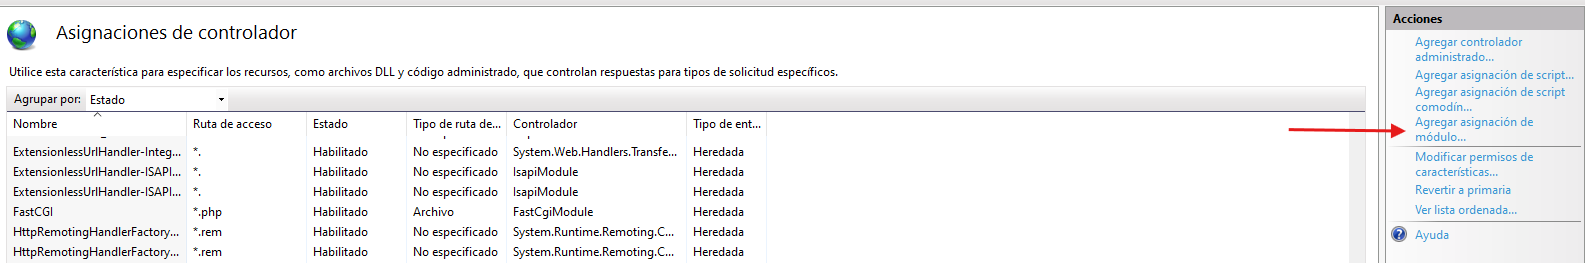 Asignaciones de controlador
Utilice esta característica para especificar los recursos, como archivos DLL y código administrado, que controlan respuestas para tipos de solicitud específicos.
Agrupar por: Estado
Nombre Ruta de acceso Estado Tipo de ruta de... Controlador Tipo de ent...
ExtensionlessUrlHandler-Integ... *. Habilitado No especificado System.Web.Handlers.Transfe... Heredada
ExtensionlessUrlHandler-ISAPI... *. Habilitado No especificado IsapiModule Heredada
ExtensionlessUrlHandler-ISAPI... *. Habilitado No especificado IsapiModule Heredada
FastCGI *.php Habilitado Archivo FastCgiModule Heredada
HttpRemotingHandlerFactory... *.rem Habilitado No especificado System.Runtime.Remoting.C... Heredada
HttpRemotingHandlerFactory... *.rem Habilitado No especificado System.Runtime.Remoting.C... Heredada
Acciones
Agregar controlador
administrado...
Agregar asignación de script...
Agregar asignación de script
comodín...
Agregar asignación de
módulo...
Modificar permisos de
características...
Revertir a primaria
Ver lista ordenada...
Ayuda